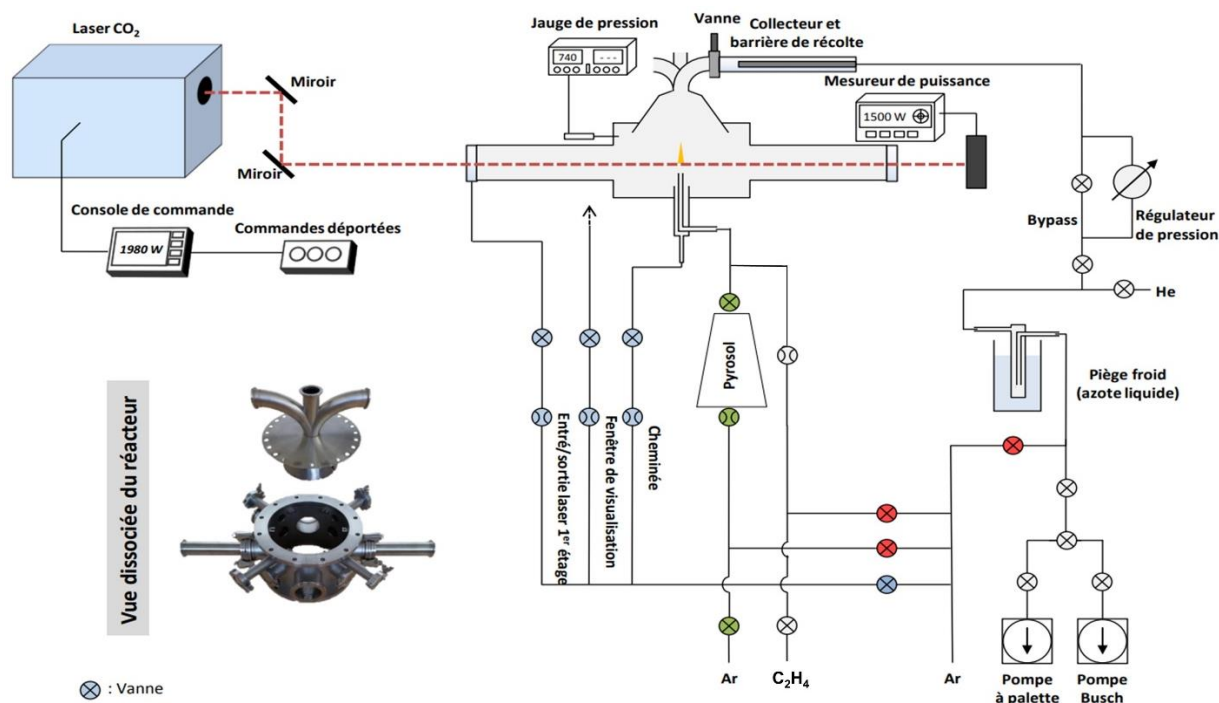 Laser CO₂
Miroir
Miroir
Console de commande
1980 W
Commandes déportées
Jauge de pression
740
- - -
Vanne
Collecteur et
barrière de récolte
Mesureur de puissance
1500 W
Bypass
Régulateur
de pression
He
Piège froid
(azote liquide)
Pyrosol
Entré/sortie laser 1er étage
Fenêtre de visualisation
Cheminée
Vue dissociée du réacteur
Ar
C₂H₄
Ar
Pompe
à palette
Pompe
Busch
: Vanne